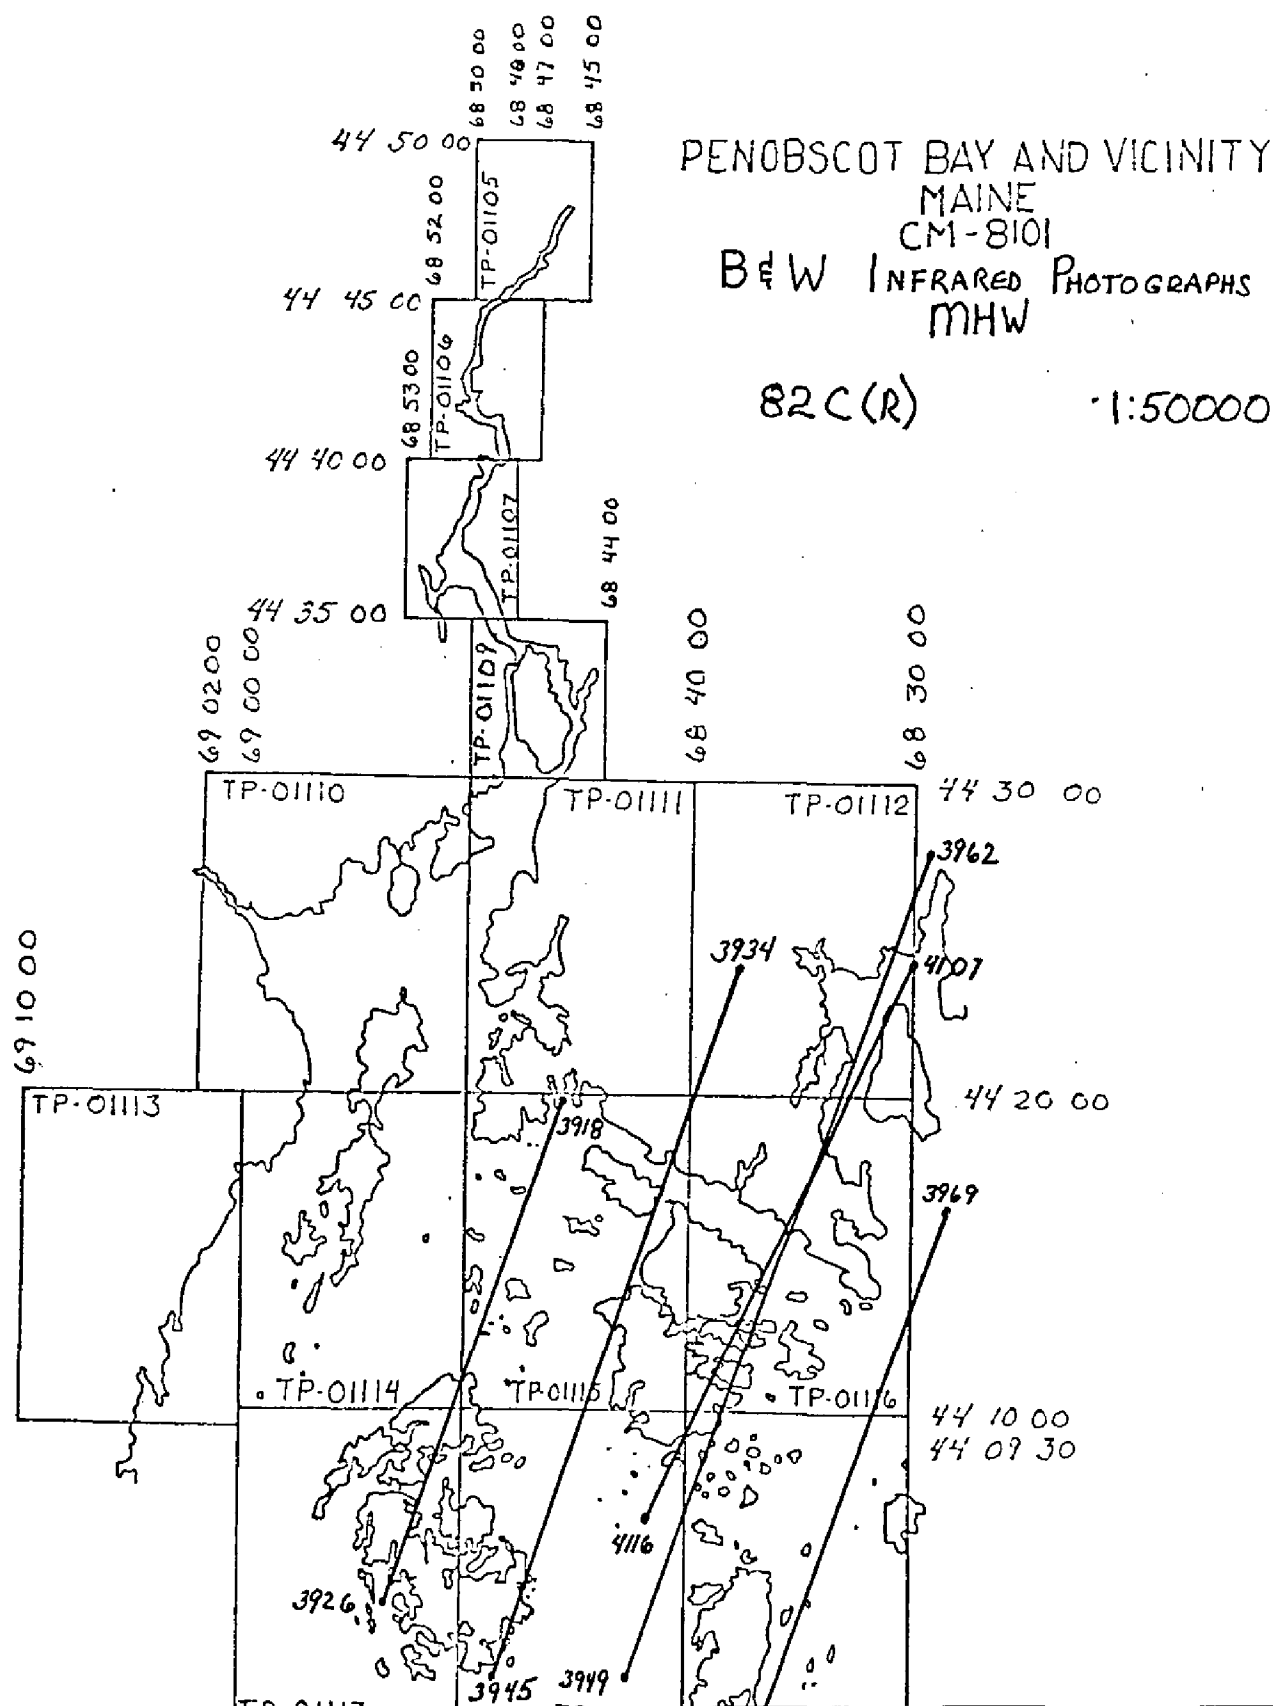 68 50 00
68 48 00
68 47 00
68 45 00
44 50 00
PENOBSCOT BAY AND VICINITY
MAINE
CM-8101
B&W INFRARED PHOTOGRAPHS
MHW
82C(R) 1:50000
68 52 00
TP-01105
44 45 00
68 53 00
TP-01106
44 40 00
TP-01107
68 44 00
44 35 00
69 02 00
69 00 00
TP-01109
68 40 00
68 30 00
TP-01110
TP-01111
TP-01112
44 30 00
3962
3934
4107
69 10 00
TP-01113
44 20 00
3918
3969
TP-01114
TP-01115
TP-01116
44 10 00
44 09 30
4116
3926
3945
3949